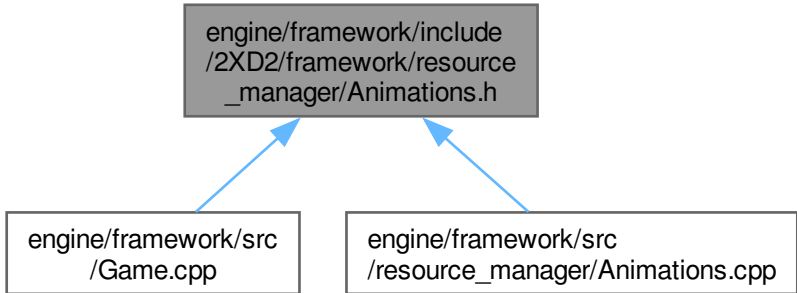 engine/framework/include
/2XD2/framework/resource
_manager/Animations.h
engine/framework/src
/Game.cpp
engine/framework/src
/resource_manager/Animations.cpp